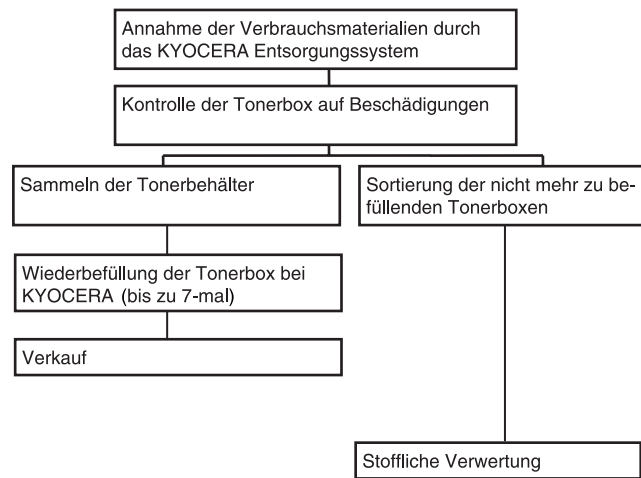 Annahme der Verbrauchsmaterialien durch
das KYOCERA Entsorgungssystem
Kontrolle der Tonerbox auf Beschädigungen
Sammeln der Tonerbehälter
Sortierung der nicht mehr zu be-
füllenden Tonerboxen
Wiederbefüllung der Tonerbox bei
KYOCERA (bis zu 7-mal)
Verkauf
Stoffliche Verwertung